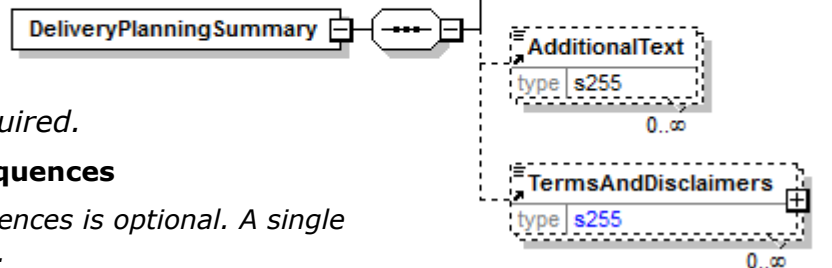 DeliveryPlanningSummary
AdditionalText
type s255
0..∞
uired.
quences
ences is optional. A single
TermsAndDisclaimers
type s255
0..∞